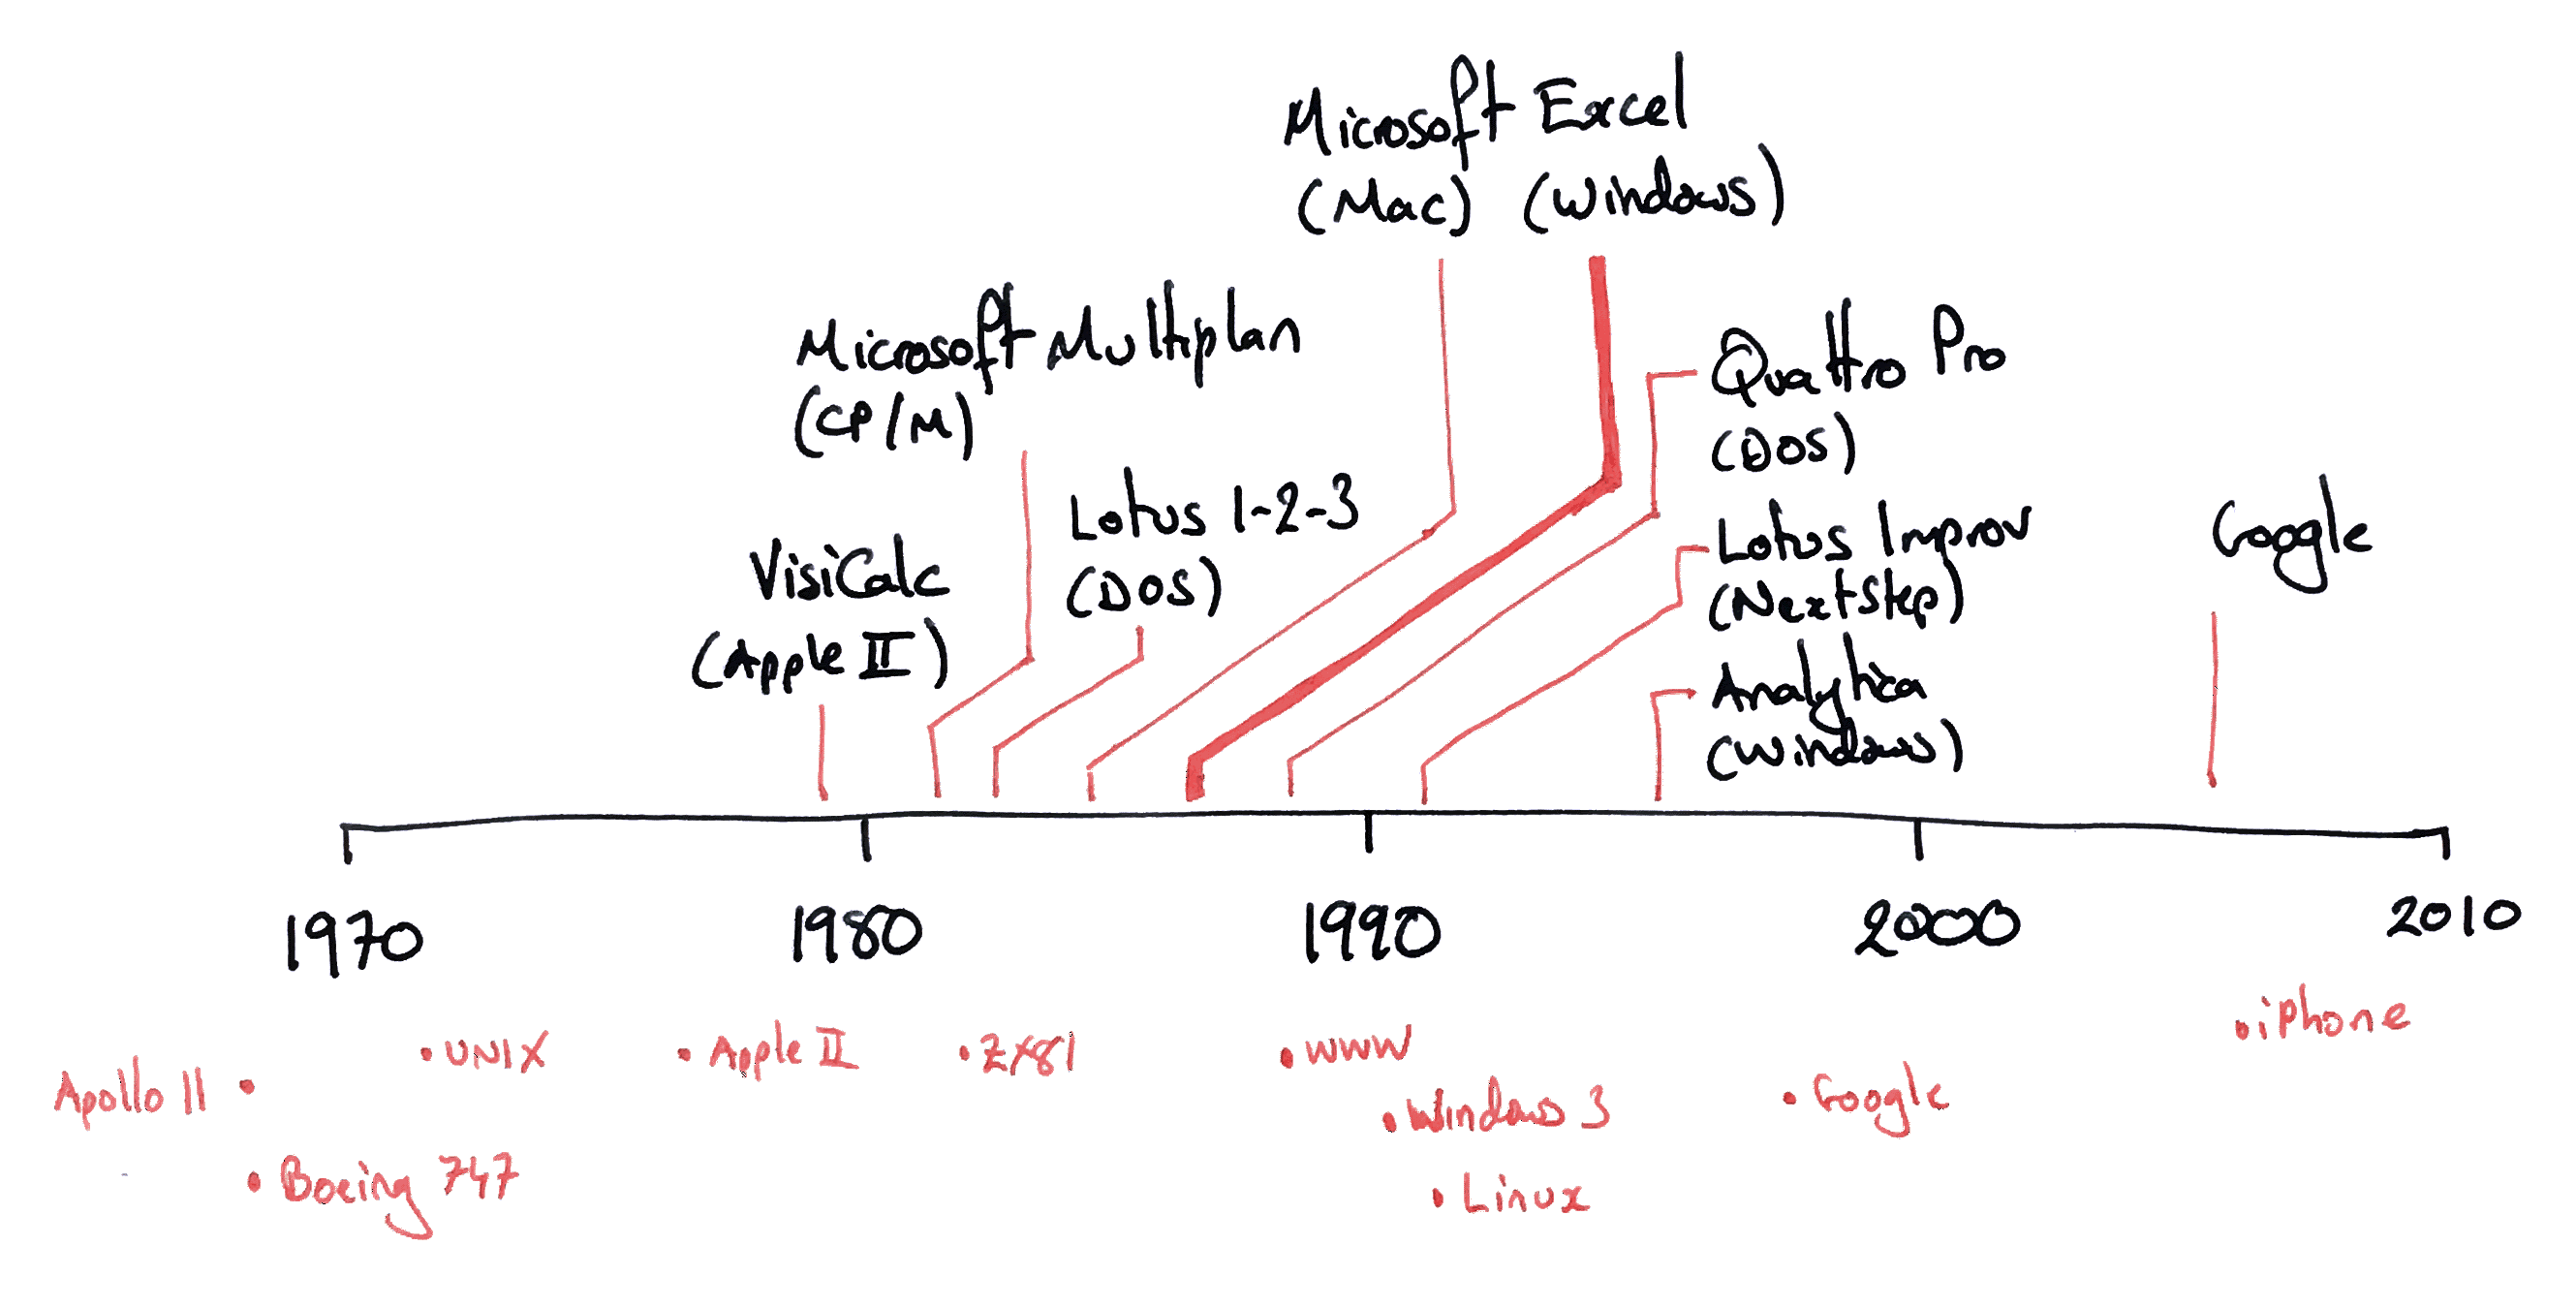 Microsoft Excel
(Mac) (Windows)
Microsoft Multiplan
(CP/M)
Quattro Pro
(DOS)
Lotus 1-2-3
(DOS)
VisiCalc
(Apple II)
Lotus Improv
(NextStep)
Analytica
(Windows)
Google
1970 1980 1990 2000 2010
Apollo 11
• Boeing 747
• UNIX
• Apple II
• ZX81
• WWW
• Windows 3
• Linux
• Google
• iPhone